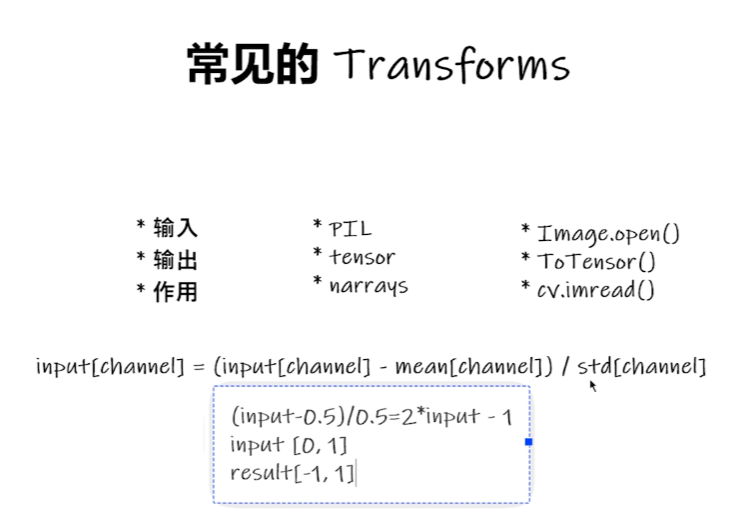 常见的 Transforms
* 输入
* 输出
* 作用
* PIL
* tensor
* narrays
* Image.open()
* ToTensor()
* cv.imread()
input[channel] = (input[channel] - mean[channel]) / std[channel]
(input-0.5)/0.5=2*input - 1
input [0, 1]
result[-1, 1]